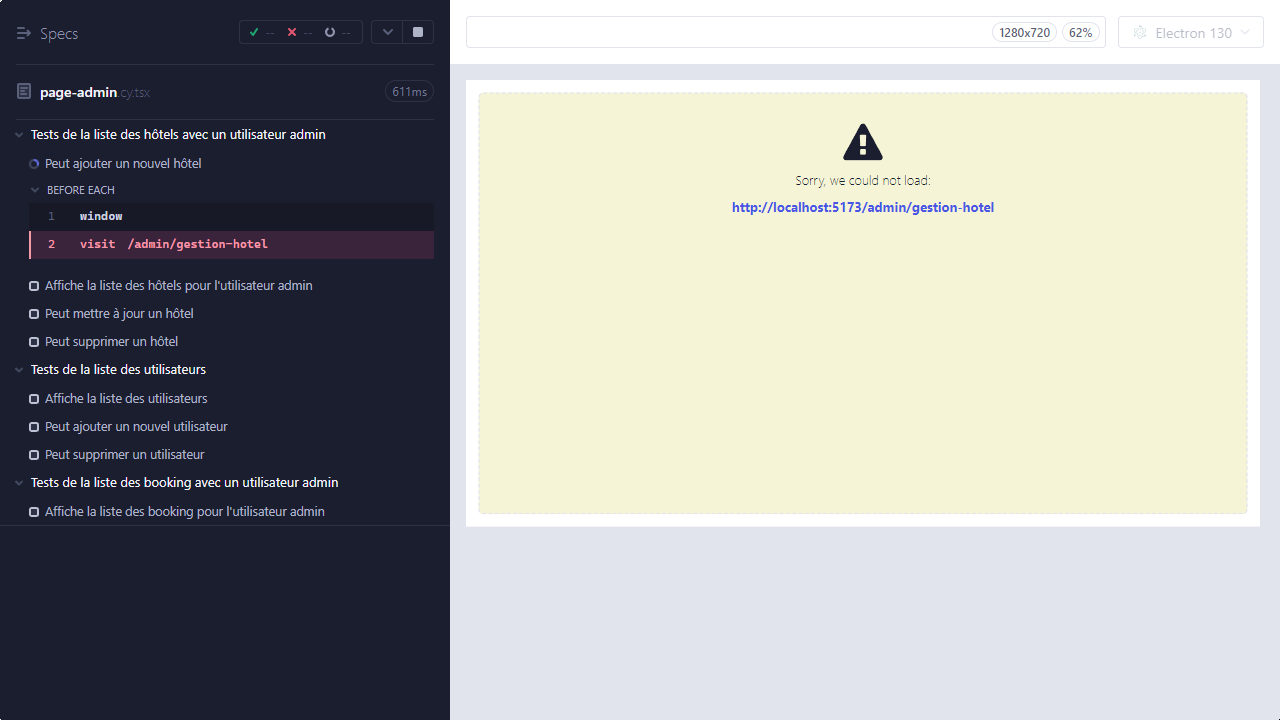 Specs
-- -- --
page-admin.cy.tsx 611ms
Tests de la liste des hôtels avec un utilisateur admin
Peut ajouter un nouvel hôtel
BEFORE EACH
1 window
2 visit /admin/gestion-hotel
Affiche la liste des hôtels pour l'utilisateur admin
Peut mettre à jour un hôtel
Peut supprimer un hôtel
Tests de la liste des utilisateurs
Affiche la liste des utilisateurs
Peut ajouter un nouvel utilisateur
Peut supprimer un utilisateur
Tests de la liste des booking avec un utilisateur admin
Affiche la liste des booking pour l'utilisateur admin
1280x720 62% Electron 130
Sorry, we could not load:
http://localhost:5173/admin/gestion-hotel